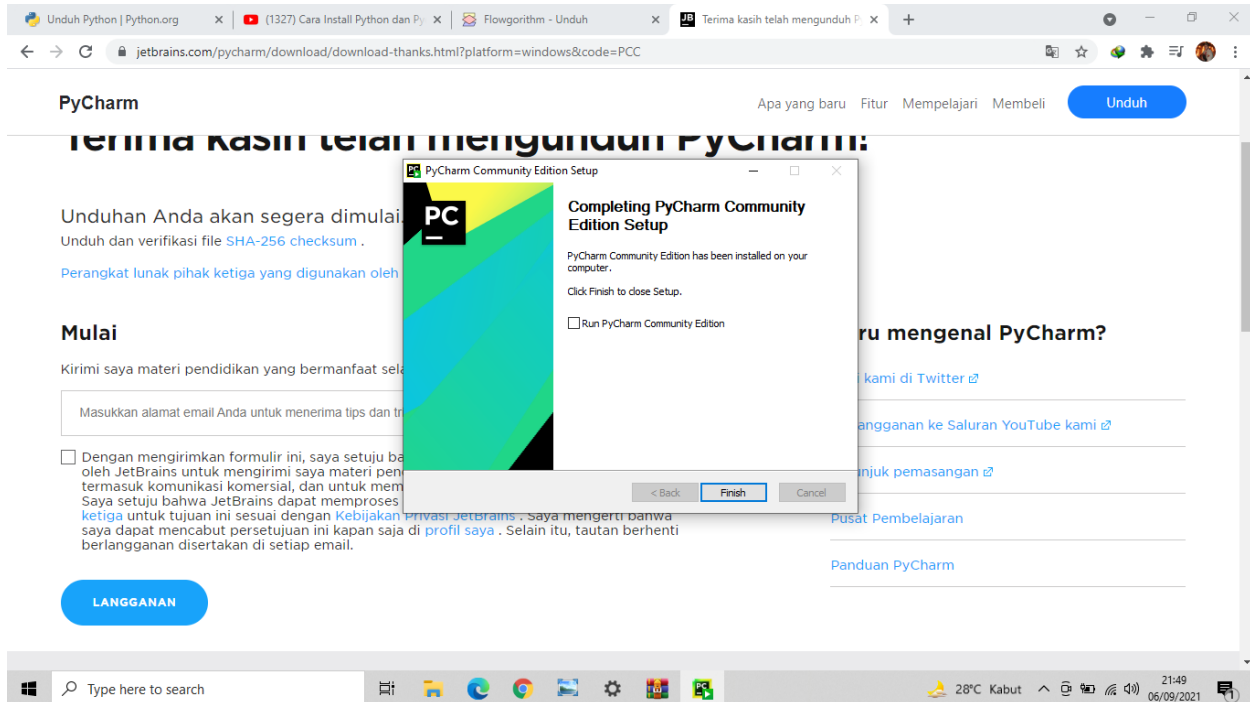 Unduh Python | Python.org
(1327) Cara Install Python dan Py
Flowgorithm - Unduh
Terima kasih telah mengunduh P
jetbrains.com/pycharm/download/download-thanks.html?platform=windows&code=PCC
PyCharm
Apa yang baru Fitur Mempelajari Membeli Unduh
Terima kasih telah mengunduh PyCharm!
Unduhan Anda akan segera dimulai.
Unduh dan verifikasi file SHA-256 checksum .
Perangkat lunak pihak ketiga yang digunakan oleh
Mulai
Kirimi saya materi pendidikan yang bermanfaat sela
Masukkan alamat email Anda untuk menerima tips dan tr
Dengan mengirimkan formulir ini, saya setuju ba
oleh JetBrains untuk mengirimi saya materi pen
termasuk komunikasi komersial, dan untuk mem
Saya setuju bahwa JetBrains dapat memproses
ketiga untuk tujuan ini sesuai dengan Kebijakan Privasi JetBrains . Saya mengerti bahwa
saya dapat mencabut persetujuan ini kapan saja di profil saya . Selain itu, tautan berhenti
berlangganan disertakan di setiap email.
LANGGANAN
PyCharm Community Edition Setup
PC
Completing PyCharm Community
Edition Setup
PyCharm Community Edition has been installed on your
computer.
Click Finish to close Setup.
Run PyCharm Community Edition
< Back Finish Cancel
ru mengenal PyCharm?
i kami di Twitter
angganan ke Saluran YouTube kami
njuk pemasangan
Pusat Pembelajaran
Panduan PyCharm
Type here to search
28°C Kabut
21:49
06/09/2021
1